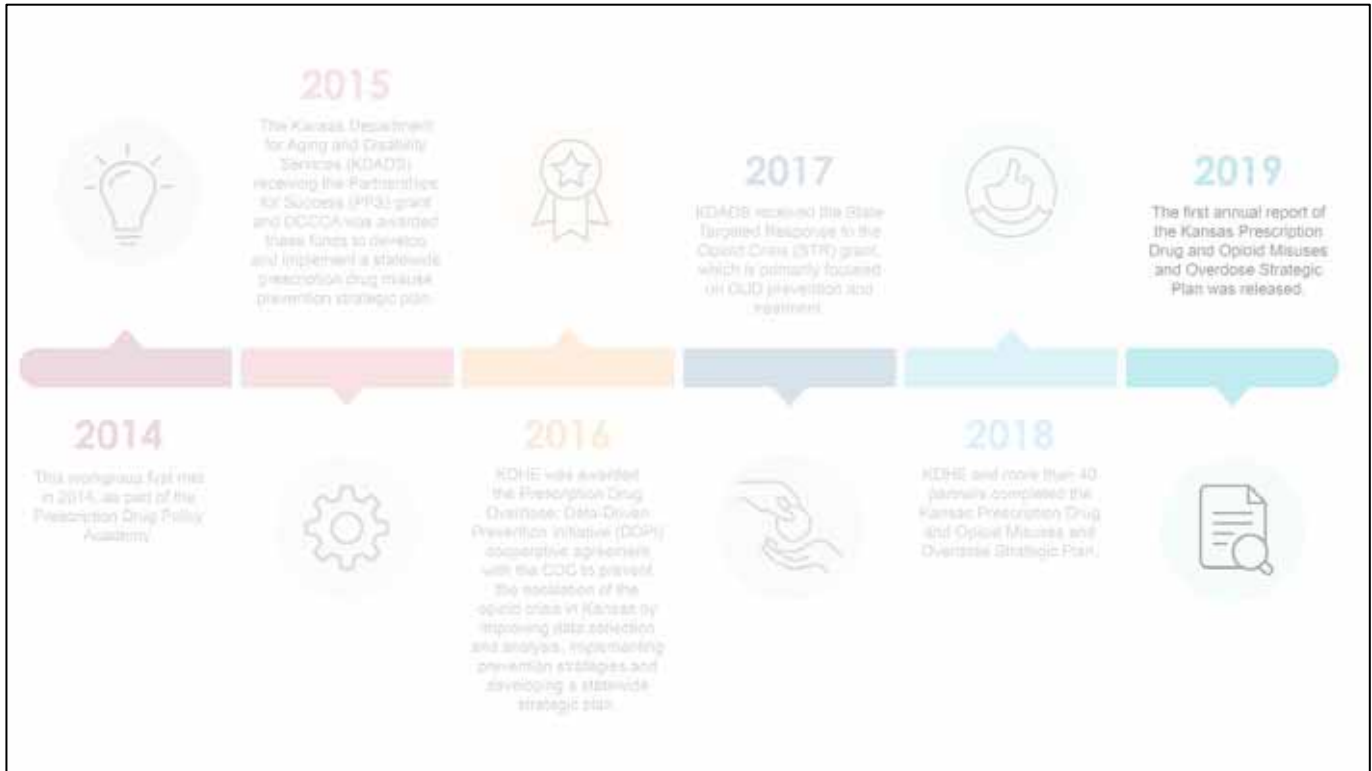 2015
The Kansas Department
for Aging and Disability
Services (KDADS)
receiving the Partnerships
for Success (PFS) grant
and DCCCA was awarded
these funds to develop
and implement a statewide
prescription drug misuse
prevention strategic plan.
2017
KDADS received the State
Targeted Response to the
Opioid Crisis (STR) grant,
which is primarily focused
on OUD prevention and
treatment.
2019
The first annual report of
the Kansas Prescription
Drug and Opioid Misuses
and Overdose Strategic
Plan was released.
2014
This workgroup first met
in 2014, as part of the
Prescription Drug Policy
Academy
2016
KDHE was awarded
the Prescription Drug
Overdose: Data-Driven
Prevention Initiative (DDPI)
cooperative agreement
with the CDC to prevent
the escalation of the
opioid crisis in Kansas by
improving data collection
and analysis, implementing
prevention strategies and
developing a statewide
strategic plan.
2018
KDHE and more than 40
partners completed the
Kansas Prescription Drug
and Opioid Misuses and
Overdose Strategic Plan.